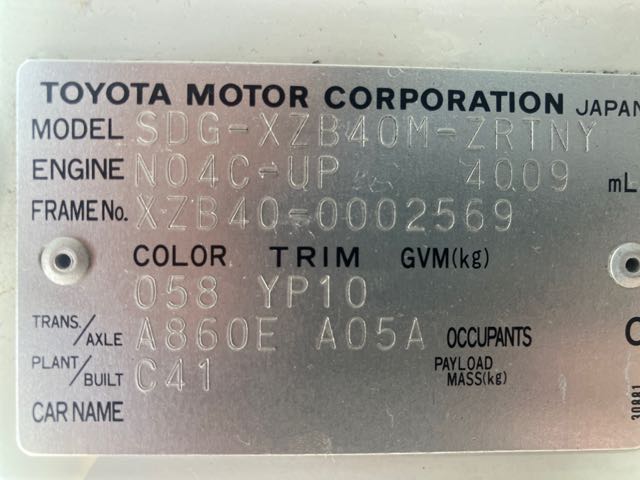 TOYOTA MOTOR CORPORATION JAPAN
MODEL SDG-XZB40M-ZRTNY
ENGINE N04C-UP 4009 mL
FRAME No. XZB40-0002569
COLOR TRIM GVM(kg)
058 YP10
TRANS./AXLE A860E A05A OCCUPANTS
PLANT/BUILT C41 PAYLOAD MASS(kg)
CAR NAME
30881